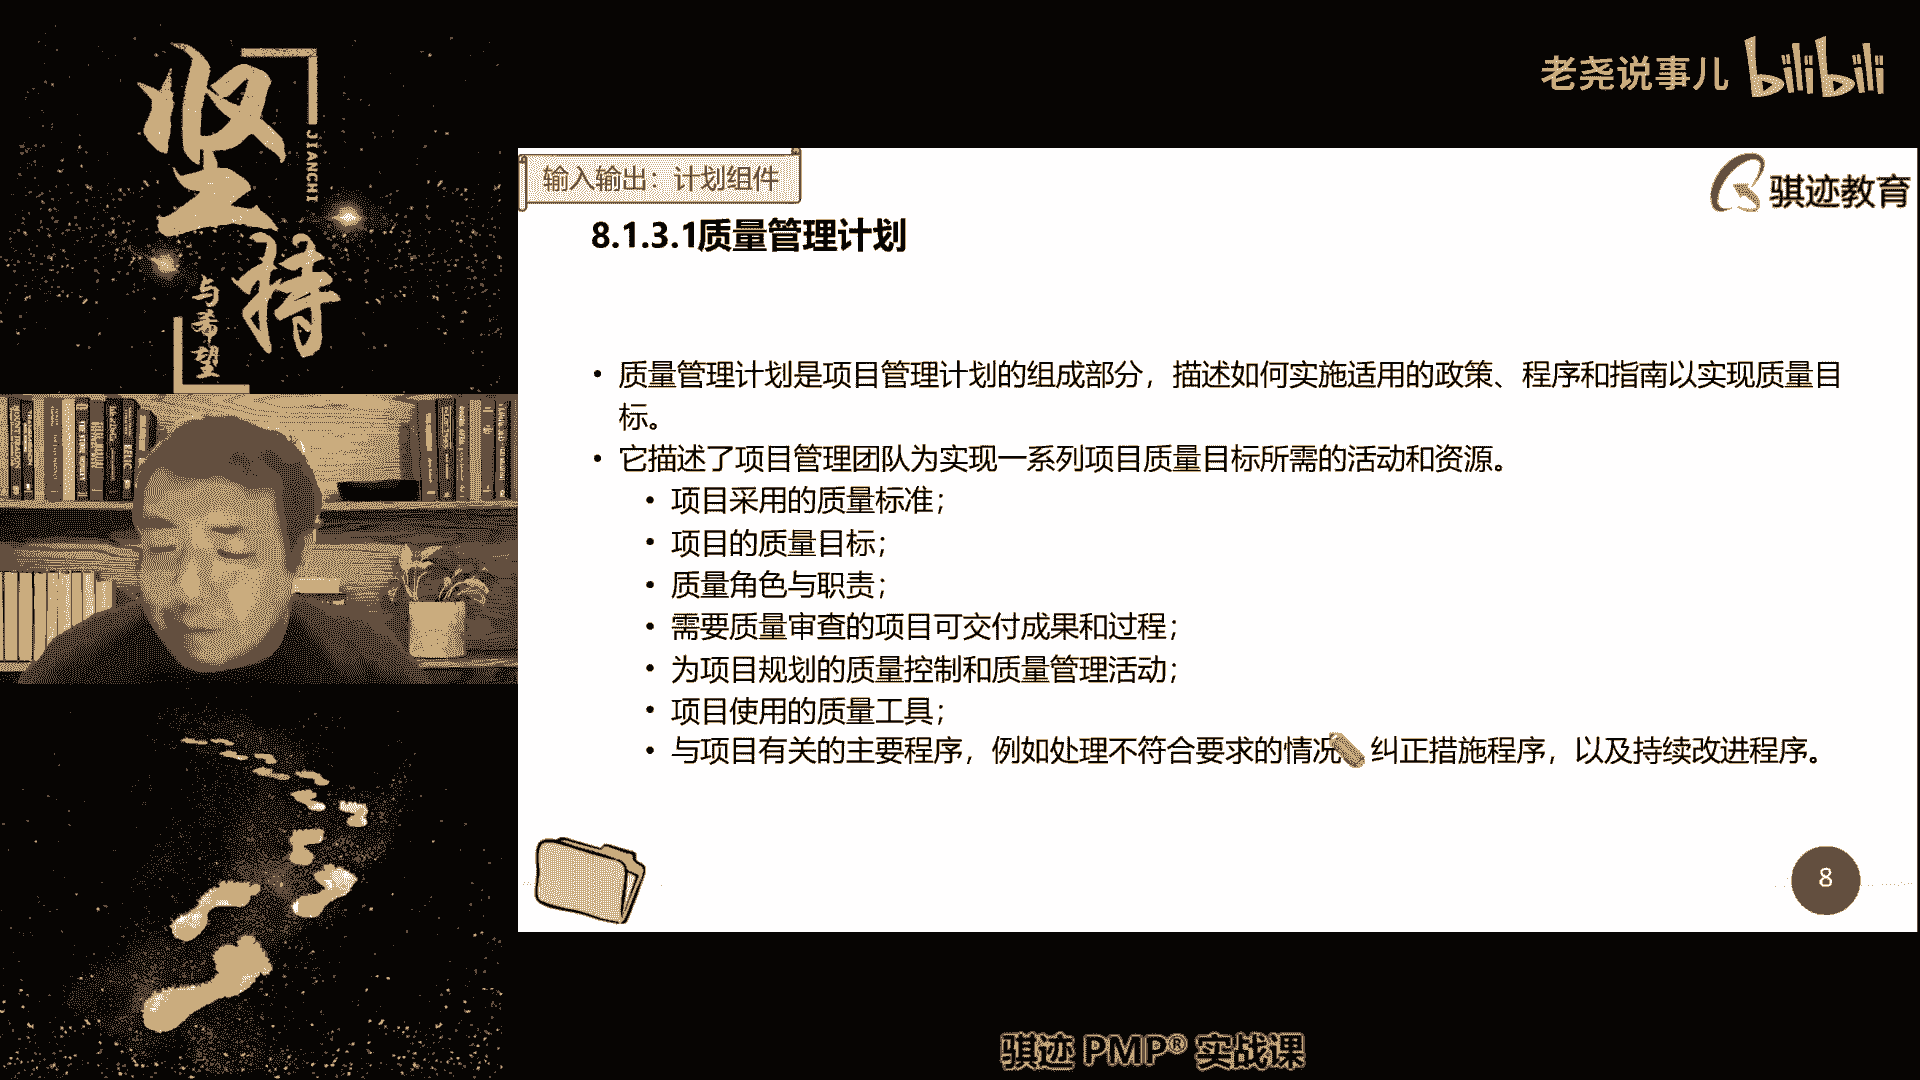 坚持
JIANCHI
与希望
老尧说事儿 bilibili
输入输出：计划组件
骐迹教育
8.1.3.1质量管理计划
• 质量管理计划是项目管理计划的组成部分，描述如何实施适用的政策、程序和指南以实现质量目
标。
• 它描述了项目管理团队为实现一系列项目质量目标所需的活动和资源。
• 项目采用的质量标准；
• 项目的质量目标；
• 质量角色与职责；
• 需要质量审查的项目可交付成果和过程；
• 为项目规划的质量控制和质量管理活动；
• 项目使用的质量工具；
• 与项目有关的主要程序，例如处理不符合要求的情况 纠正措施程序，以及持续改进程序。
8
骐迹 PMP® 实战课